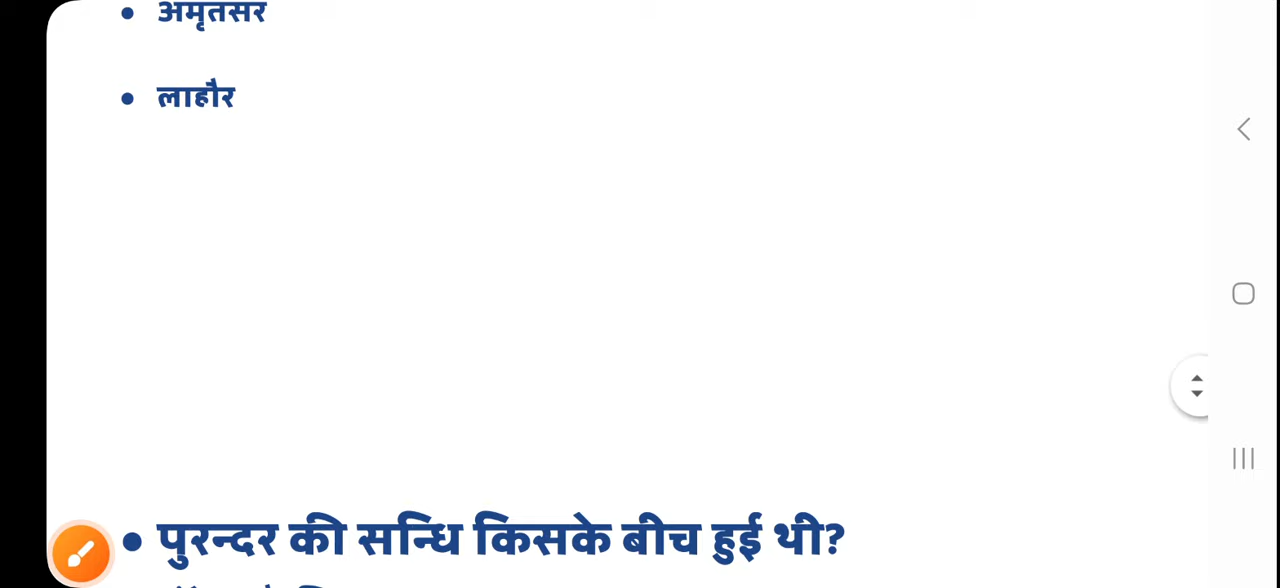 • अमृतसर
• लाहौर
• पुरन्दर की सन्धि किसके बीच हुई थी?